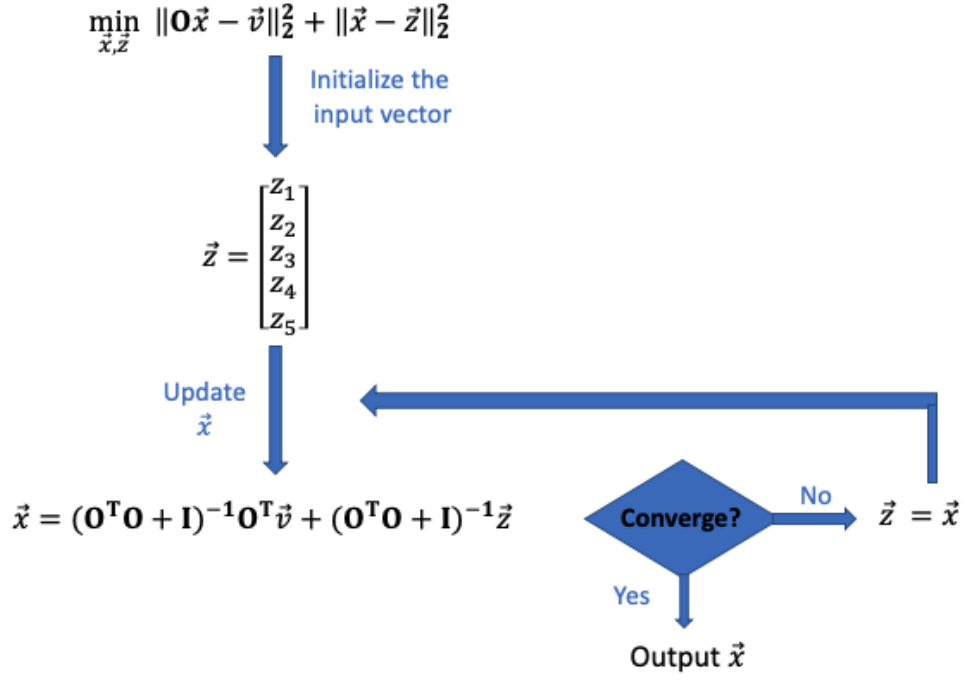 min ‖𝐎x⃗ − v⃗‖₂² + ‖x⃗ − z⃗‖₂²
x⃗,z⃗
Initialize the
input vector
z⃗ = [z₁ z₂ z₃ z₄ z₅]
Update
x⃗
x⃗ = (𝐎ᵀ𝐎 + 𝐈)⁻¹𝐎ᵀv⃗ + (𝐎ᵀ𝐎 + 𝐈)⁻¹z⃗
Converge?
No
z⃗ = x⃗
Yes
Output x⃗